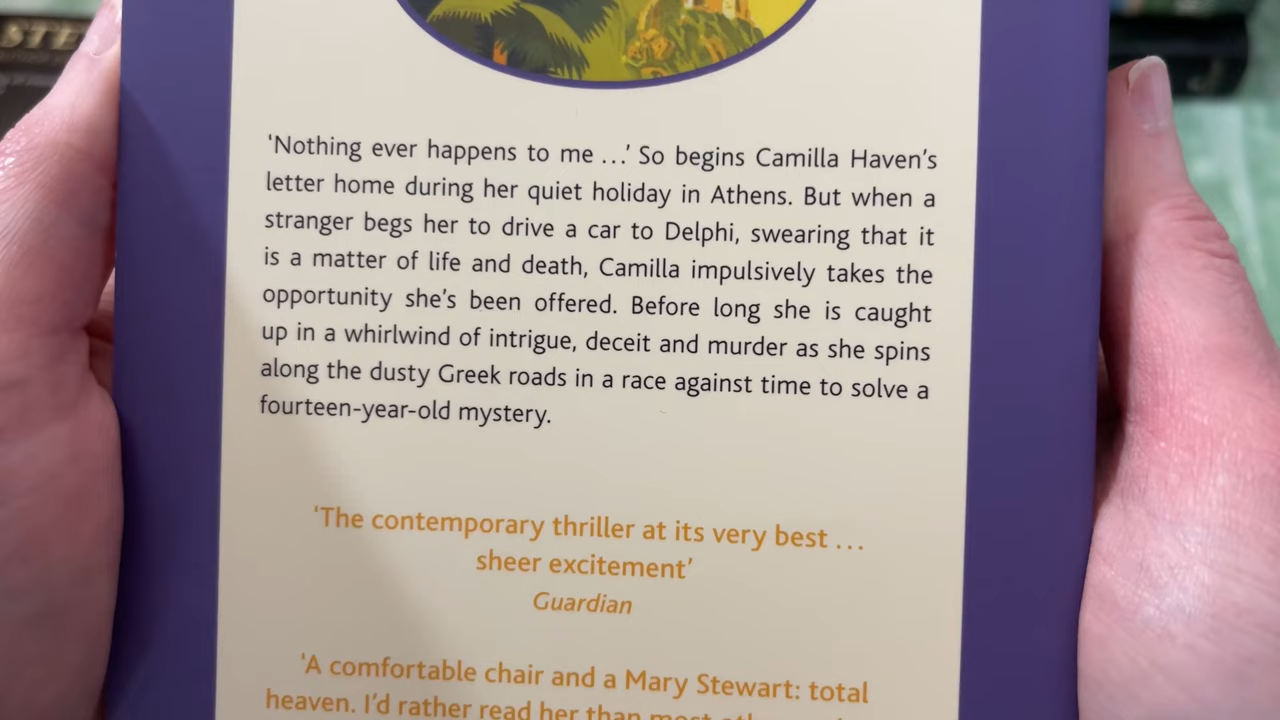 STE
'Nothing ever happens to me ...' So begins Camilla Haven's
letter home during her quiet holiday in Athens. But when a
stranger begs her to drive a car to Delphi, swearing that it
is a matter of life and death, Camilla impulsively takes the
opportunity she's been offered. Before long she is caught
up in a whirlwind of intrigue, deceit and murder as she spins
along the dusty Greek roads in a race against time to solve a
fourteen-year-old mystery.
'The contemporary thriller at its very best ...
sheer excitement'
Guardian
'A comfortable chair and a Mary Stewart: total
heaven. I'd rather read her than most